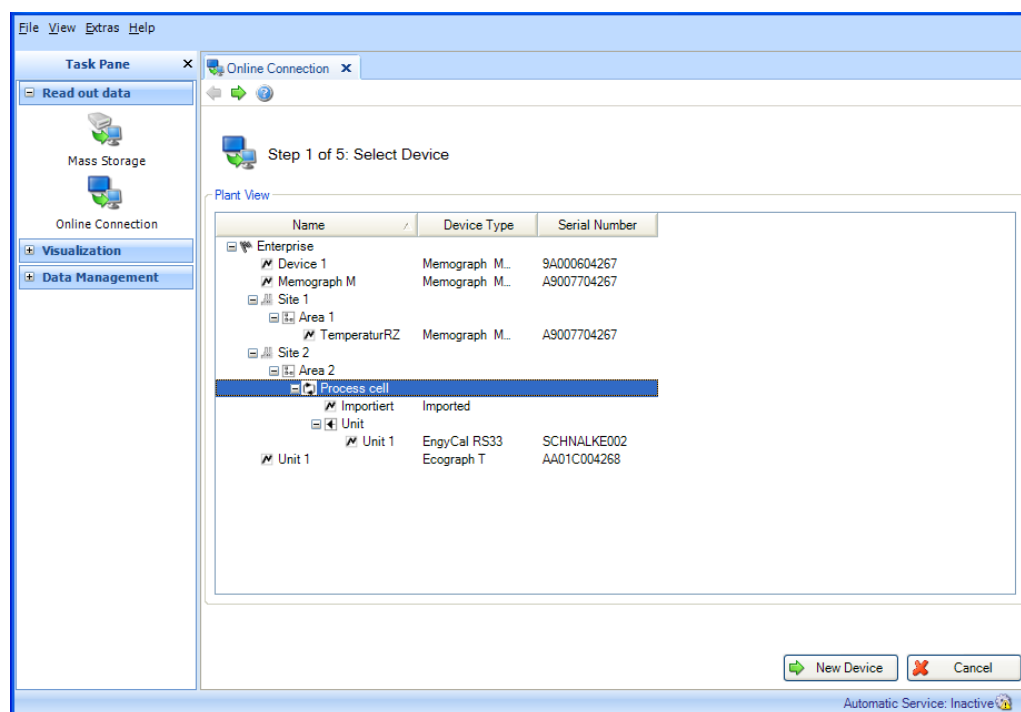 File View Extras Help
Task Pane
Online Connection
Read out data
Mass Storage
Online Connection
Visualization
Data Management
Step 1 of 5: Select Device
Plant View
Name Device Type Serial Number
Enterprise
Device 1 Memograph M... 9A000604267
Memograph M Memograph M... A9007704267
Site 1
Area 1
TemperaturRZ Memograph M... A9007704267
Site 2
Area 2
Process cell
Importiert Imported
Unit
Unit 1 EngyCal RS33 SCHNALKE002
Unit 1 Ecograph T AA01C004268
New Device Cancel
Automatic Service: Inactive